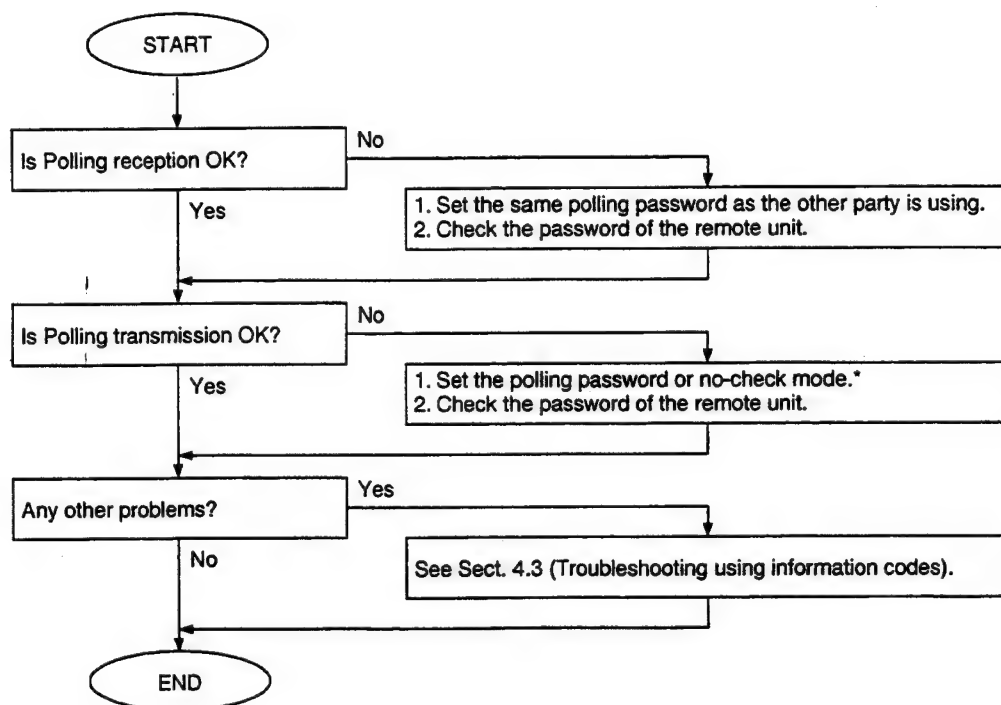 START
Is Polling reception OK?
No
Yes
1. Set the same polling password as the other party is using.
2. Check the password of the remote unit.
Is Polling transmission OK?
No
Yes
1. Set the polling password or no-check mode.*
2. Check the password of the remote unit.
Any other problems?
Yes
No
See Sect. 4.3 (Troubleshooting using information codes).
END